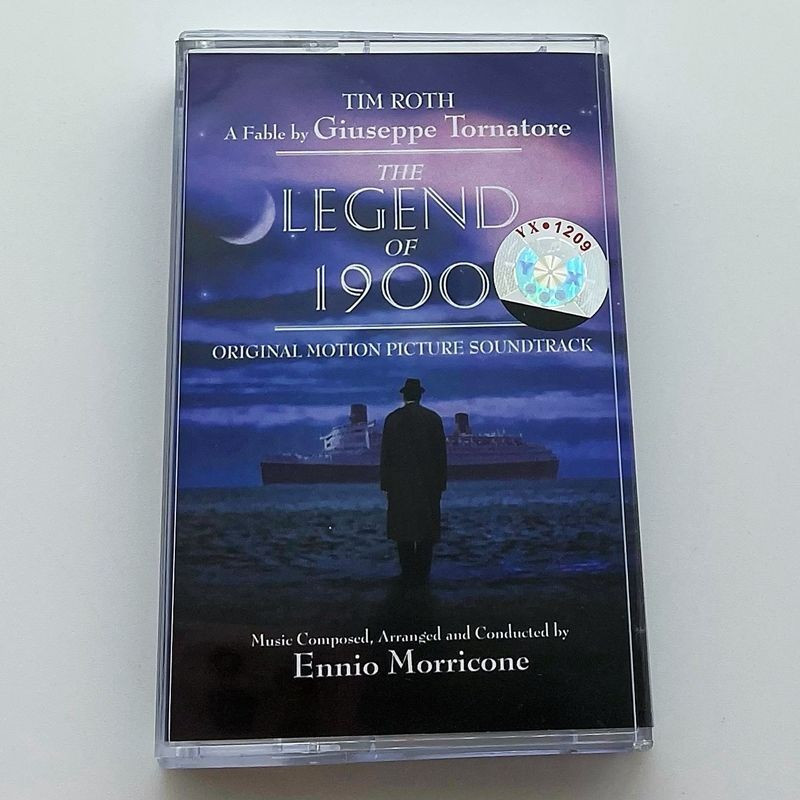 TIM ROTH
A Fable by Giuseppe Tornatore
THE
LEGEND
OF
1900
YX•1209
Y X
ORIGINAL MOTION PICTURE SOUNDTRACK
Music Composed, Arranged and Conducted by
Ennio Morricone